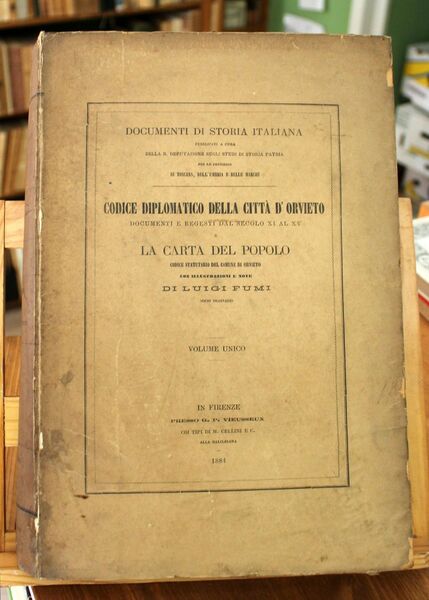 DOCUMENTI DI STORIA ITALIANA
PUBBLICATI A CURA
DELLA R. DEPUTAZIONE SUGLI STUDI DI STORIA PATRIA
PER LE PROVINCIE
DI TOSCANA, DELL'UMBRIA E DELLE MARCHE
CODICE DIPLOMATICO DELLA CITTÀ D' ORVIETO
DOCUMENTI E REGESTI DAL SECOLO XI AL XV
E
LA CARTA DEL POPOLO
CODICE STATUTARIO DEL COMUNE DI ORVIETO
CON ILLUSTRAZIONI E NOTE
DI LUIGI FUMI
VOLUME UNICO
IN FIRENZE
PRESSO G. P. VIEUSSEUX
COI TIPI DI M. CELLINI E C.
ALLA GALILEIANA
1884